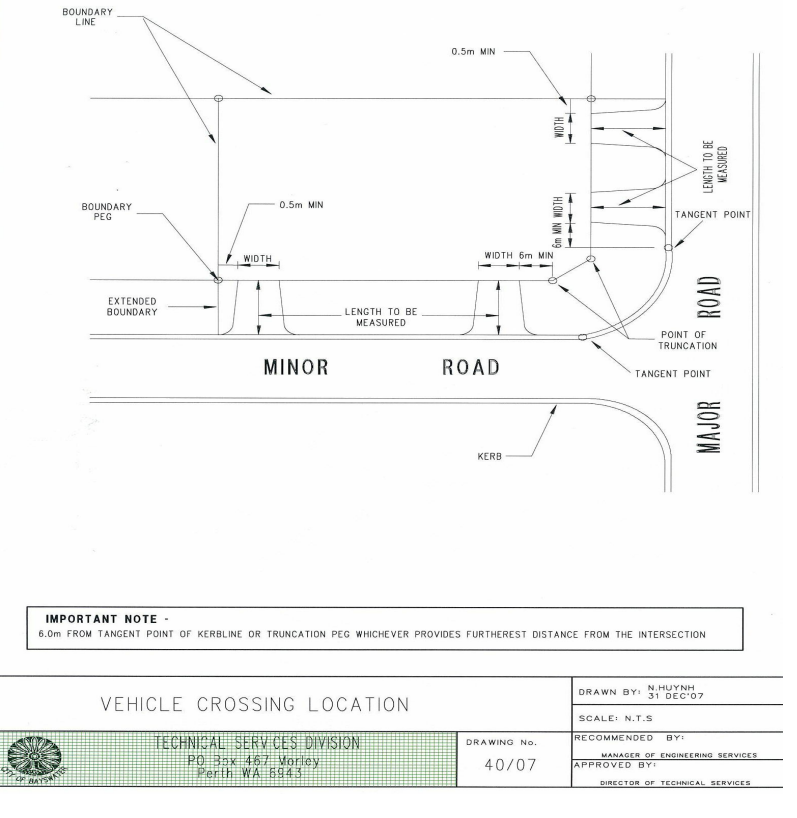 BOUNDARY
LINE
0.5m MIN
WIDTH
LENGTH TO BE
MEASURED
BOUNDARY
PEG
0.5m MIN
WIDTH
6m MIN
TANGENT POINT
WIDTH
WIDTH 6m MIN
EXTENDED
BOUNDARY
LENGTH TO BE
MEASURED
POINT OF
TRUNCATION
TANGENT POINT
MINOR ROAD
MAJOR ROAD
KERB
IMPORTANT NOTE -
6.0m FROM TANGENT POINT OF KERBLINE OR TRUNCATION PEG WHICHEVER PROVIDES FURTHEREST DISTANCE FROM THE INTERSECTION
VEHICLE CROSSING LOCATION
DRAWN BY: N.HUYNH
31 DEC'07
SCALE: N.T.S
CITY OF BAYSWATER
TECHNICAL SERVICES DIVISION
PO Box 467 Morley
Perth WA 6943
DRAWING No.
40/07
RECOMMENDED BY:
MANAGER OF ENGINEERING SERVICES
APPROVED BY:
DIRECTOR OF TECHNICAL SERVICES